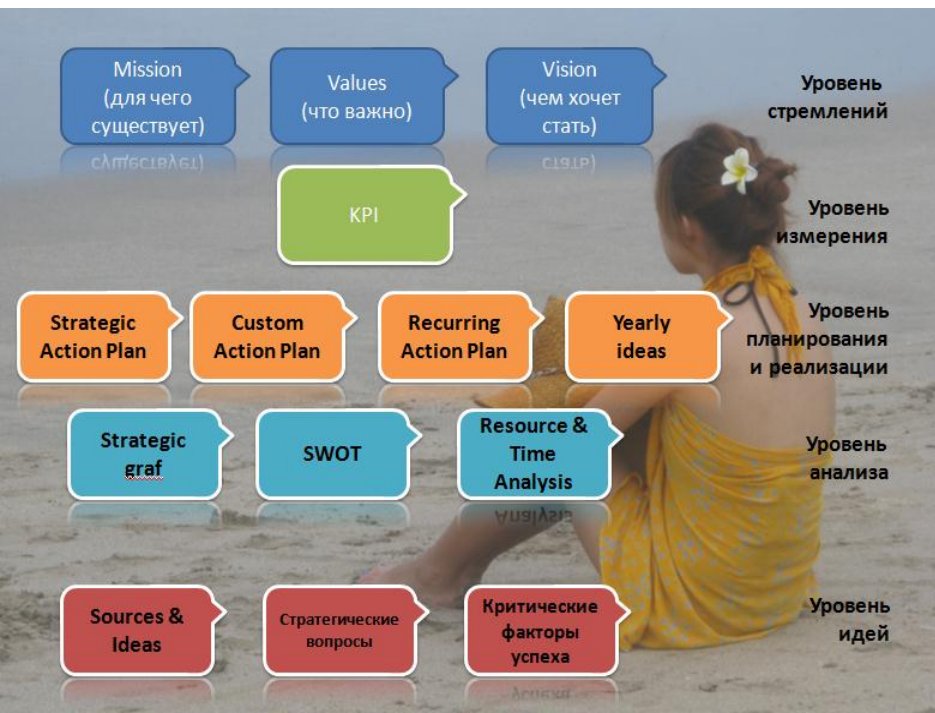 Mission
(для чего
существует)
Values
(что важно)
Vision
(чем хочет
стать)
Уровень
стремлений
KPI
Уровень
измерения
Strategic
Action Plan
Custom
Action Plan
Recurring
Action Plan
Yearly
ideas
Уровень
планирования
и реализации
Strategic
graf
SWOT
Resource &
Time
Analysis
Уровень
анализа
Sources &
Ideas
Стратегические
вопросы
Критические
факторы
успеха
Уровень
идей